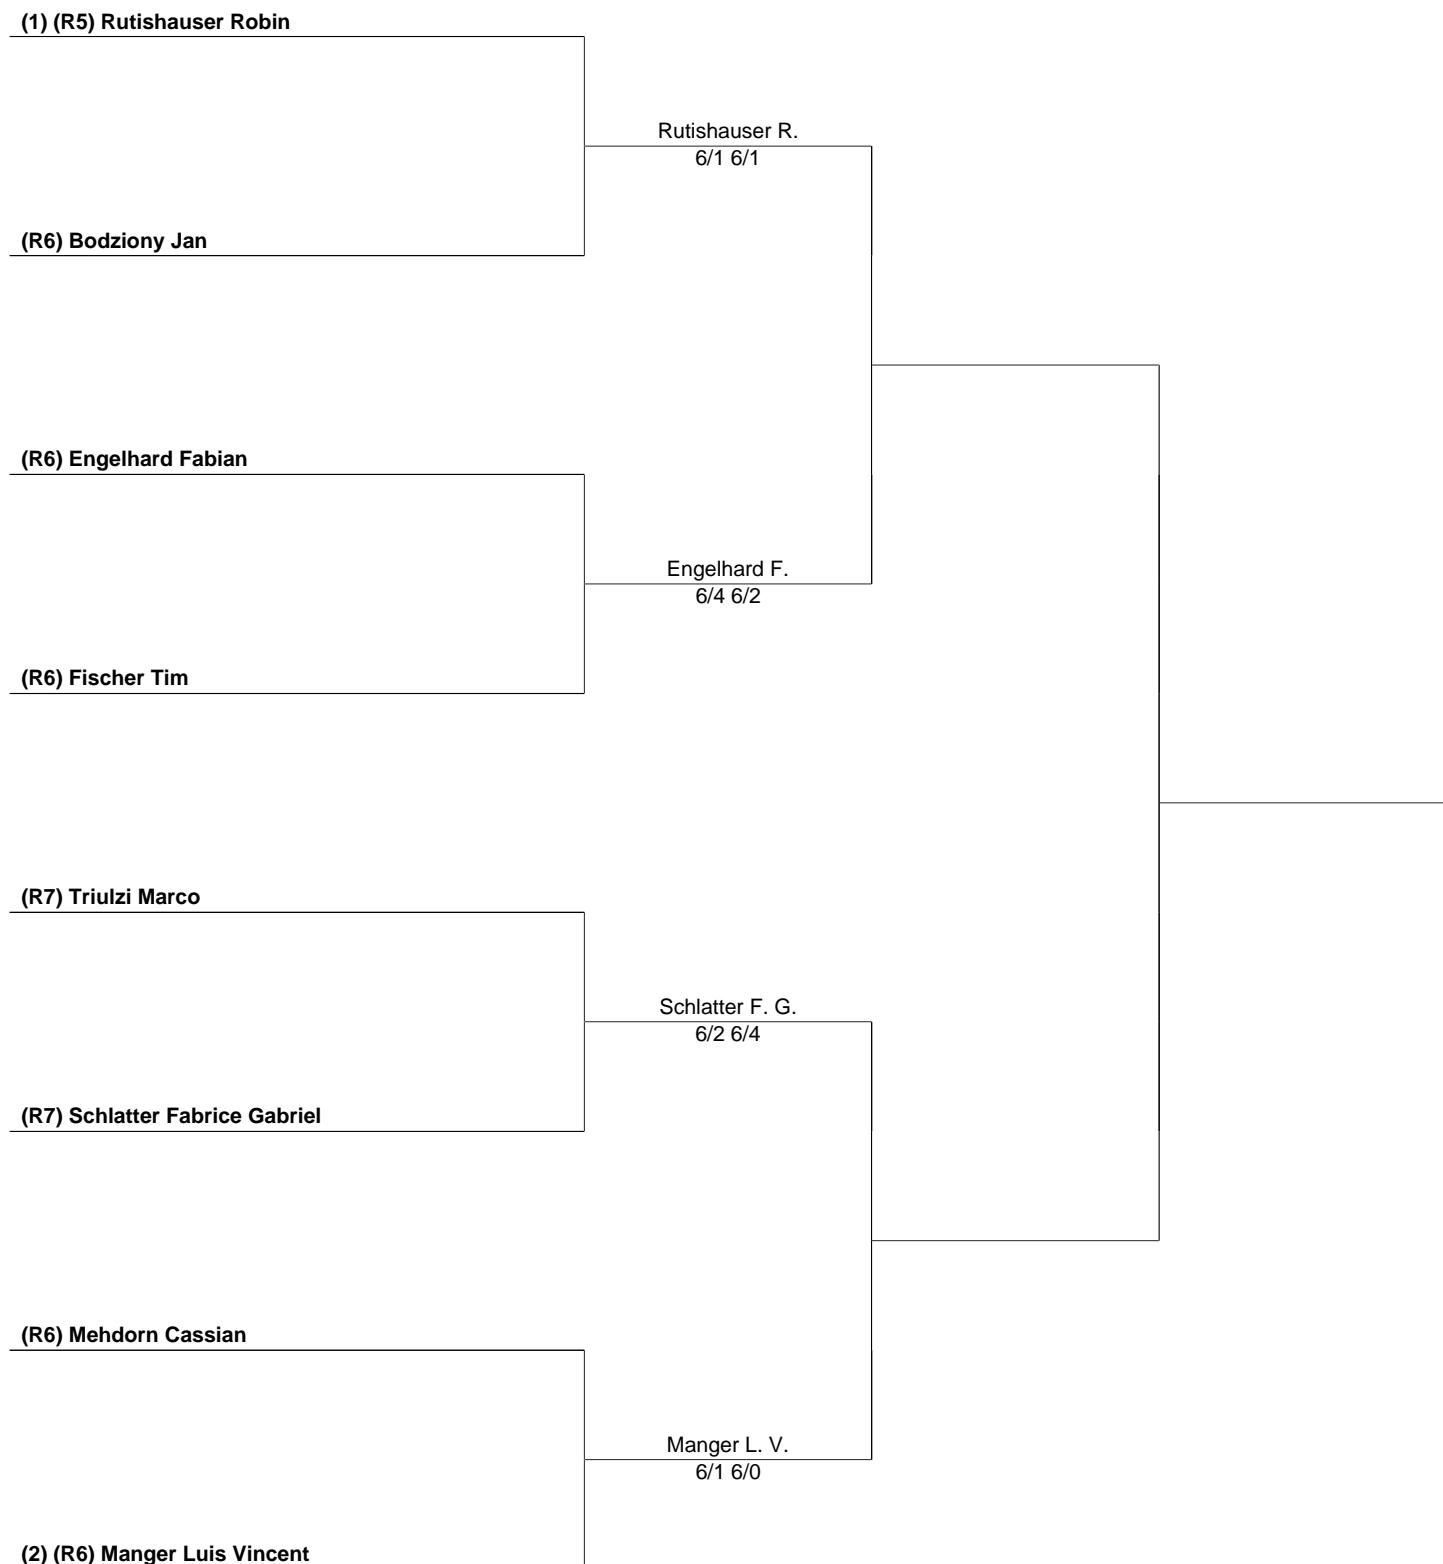 (1) (R5) Rutishauser Robin
Rutishauser R.
6/1 6/1
(R6) Bodziony Jan
(R6) Engelhard Fabian
Engelhard F.
6/4 6/2
(R6) Fischer Tim
(R7) Triulzi Marco
Schlatter F. G.
6/2 6/4
(R7) Schlatter Fabrice Gabriel
(R6) Mehdorn Cassian
Manger L. V.
6/1 6/0
(2) (R6) Manger Luis Vincent